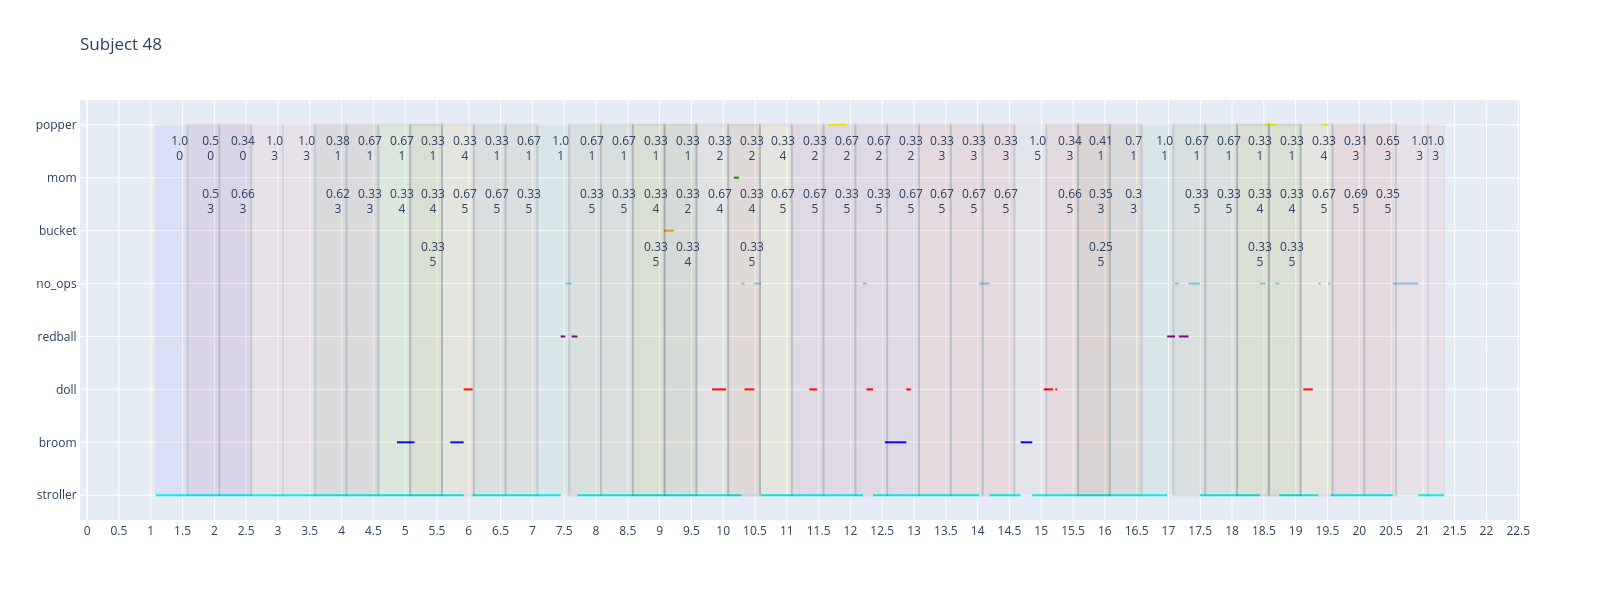 Subject 48
popper
1.0 0.5 0.34 1.0 1.0 0.38 0.67 0.67 0.33 0.33 0.33 0.67 1.0 0.67 0.67 0.33 0.33 0.33 0.33 0.33 0.33 0.67 0.67 0.33 0.33 0.33 0.33 1.0 0.34 0.41 0.7 1.0 0.67 0.67 0.33 0.33 0.33 0.31 0.65 1.0 1.0
0 0 0 3 3 1 1 1 1 4 1 1 1 1 1 1 1 2 2 4 2 2 2 2 3 3 3 5 3 1 1 1 1 1 1 1 4 3 3 3 3
mom
0.5 0.66 0.62 0.33 0.33 0.33 0.67 0.67 0.33 0.33 0.33 0.33 0.33 0.67 0.33 0.67 0.67 0.33 0.33 0.67 0.67 0.67 0.67 0.66 0.35 0.3 0.33 0.33 0.33 0.33 0.67 0.69 0.35
3 3 3 3 4 4 5 5 5 5 5 4 2 4 4 5 5 5 5 5 5 5 5 5 3 3 5 5 4 4 5 5 5
bucket
0.33 0.33 0.33 0.33 0.25 0.33 0.33
5 5 4 5 5 5 5
no_ops
redball
doll
broom
stroller
0 0.5 1 1.5 2 2.5 3 3.5 4 4.5 5 5.5 6 6.5 7 7.5 8 8.5 9 9.5 10 10.5 11 11.5 12 12.5 13 13.5 14 14.5 15 15.5 16 16.5 17 17.5 18 18.5 19 19.5 20 20.5 21 21.5 22 22.5